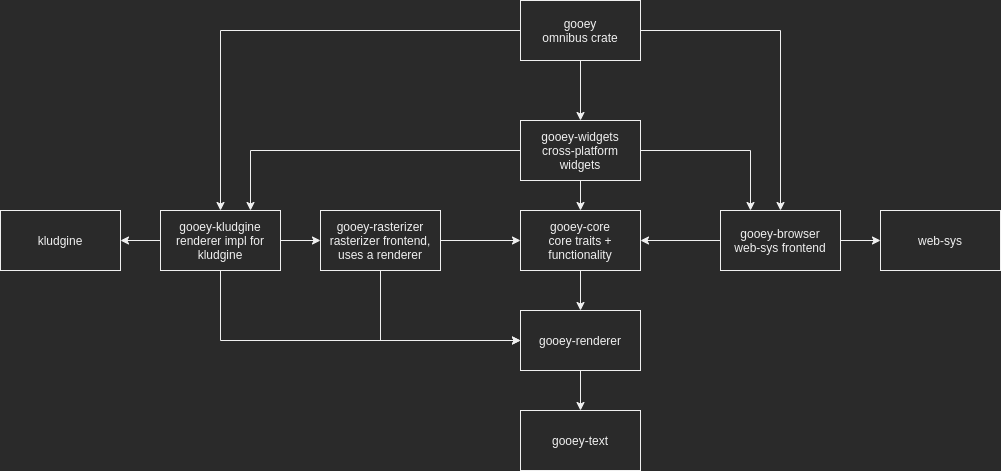 gooey
omnibus crate
gooey-widgets
cross-platform
widgets
kludgine
gooey-kludgine
renderer impl for
kludgine
gooey-rasterizer
rasterizer frontend,
uses a renderer
gooey-core
core traits +
functionality
gooey-browser
web-sys frontend
web-sys
gooey-renderer
gooey-text